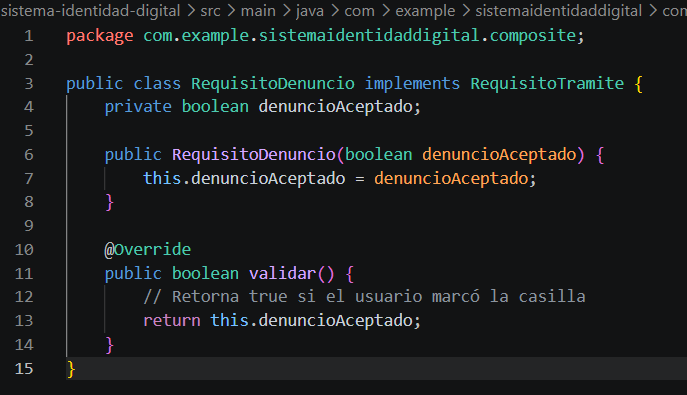 sistema-identidad-digital > src > main > java > com > example > sistemaidentidaddigital > com
1 package com.example.sistemaidentidaddigital.composite;
2
3 public class RequisitoDenuncio implements RequisitoTramite {
4     private boolean denuncioAceptado;
5
6     public RequisitoDenuncio(boolean denuncioAceptado) {
7         this.denuncioAceptado = denuncioAceptado;
8     }
9
10     @Override
11     public boolean validar() {
12         // Retorna true si el usuario marcó la casilla
13         return this.denuncioAceptado;
14     }
15 }